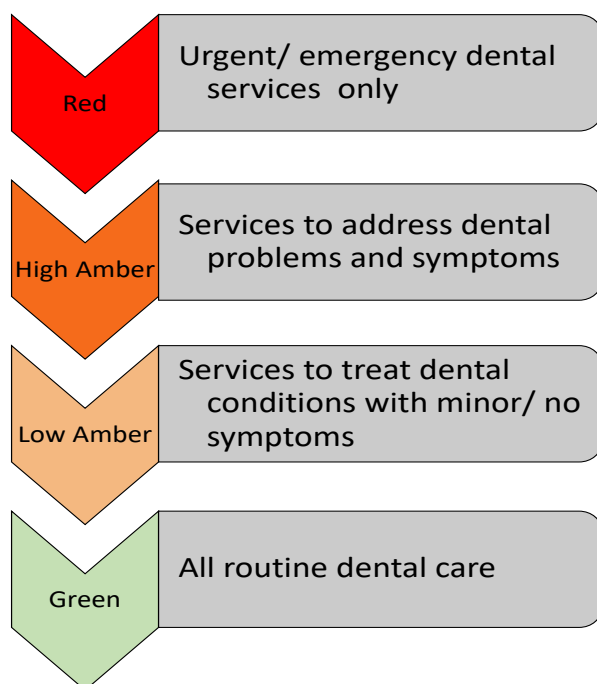 Red
Urgent/ emergency dental
services only
High Amber
Services to address dental
problems and symptoms
Low Amber
Services to treat dental
conditions with minor/ no
symptoms
Green
All routine dental care